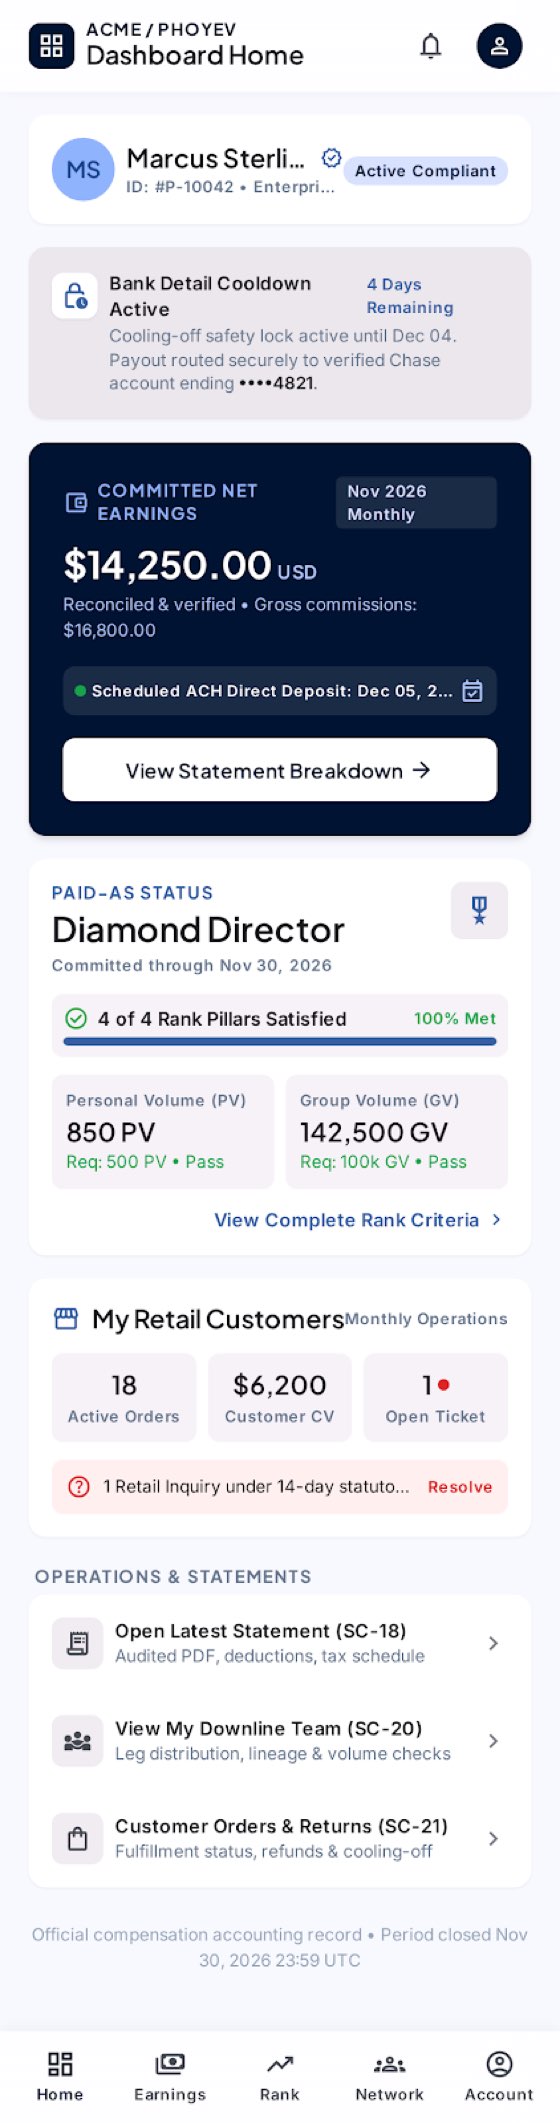 ACME / PHOYEV
Dashboard Home
MS
Marcus Sterli...
ID: #P-10042 • Enterpri...
Active Compliant
Bank Detail Cooldown
Active
4 Days
Remaining
Cooling-off safety lock active until Dec 04.
Payout routed securely to verified Chase
account ending ••••4821.
COMMITTED NET
EARNINGS
Nov 2026
Monthly
$14,250.00 USD
Reconciled & verified • Gross commissions:
$16,800.00
Scheduled ACH Direct Deposit: Dec 05, 2...
View Statement Breakdown →
PAID-AS STATUS
Diamond Director
Committed through Nov 30, 2026
4 of 4 Rank Pillars Satisfied
100% Met
Personal Volume (PV)
850 PV
Req: 500 PV • Pass
Group Volume (GV)
142,500 GV
Req: 100k GV • Pass
View Complete Rank Criteria
My Retail Customers
Monthly Operations
18
Active Orders
$6,200
Customer CV
1
Open Ticket
1 Retail Inquiry under 14-day statuto...
Resolve
OPERATIONS & STATEMENTS
Open Latest Statement (SC-18)
Audited PDF, deductions, tax schedule
View My Downline Team (SC-20)
Leg distribution, lineage & volume checks
Customer Orders & Returns (SC-21)
Fulfillment status, refunds & cooling-off
Official compensation accounting record • Period closed Nov
30, 2026 23:59 UTC
Home
Earnings
Rank
Network
Account